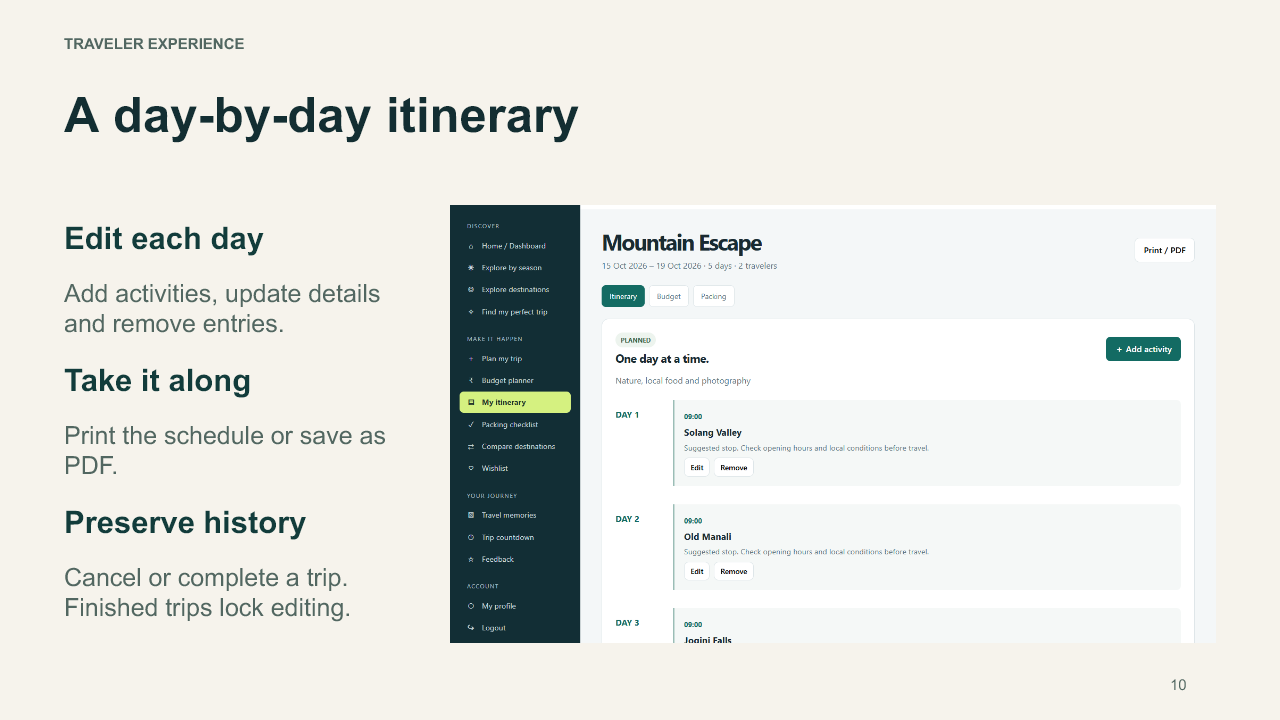 TRAVELER EXPERIENCE
A day-by-day itinerary
Edit each day
Add activities, update details
and remove entries.
Take it along
Print the schedule or save as
PDF.
Preserve history
Cancel or complete a trip.
Finished trips lock editing.
DISCOVER
Home / Dashboard
Explore by season
Explore destinations
Find my perfect trip
MAKE IT HAPPEN
Plan my trip
Budget planner
My itinerary
Packing checklist
Compare destinations
Wishlist
YOUR JOURNEY
Travel memories
Trip countdown
Feedback
ACCOUNT
My profile
Logout
Mountain Escape
15 Oct 2026 – 19 Oct 2026 · 5 days · 2 travelers
Print / PDF
Itinerary Budget Packing
PLANNED
One day at a time.
+ Add activity
Nature, local food and photography
DAY 1
09:00
Solang Valley
Suggested stop. Check opening hours and local conditions before travel.
Edit Remove
DAY 2
09:00
Old Manali
Suggested stop. Check opening hours and local conditions before travel.
Edit Remove
DAY 3
09:00
Jogini Falls
10